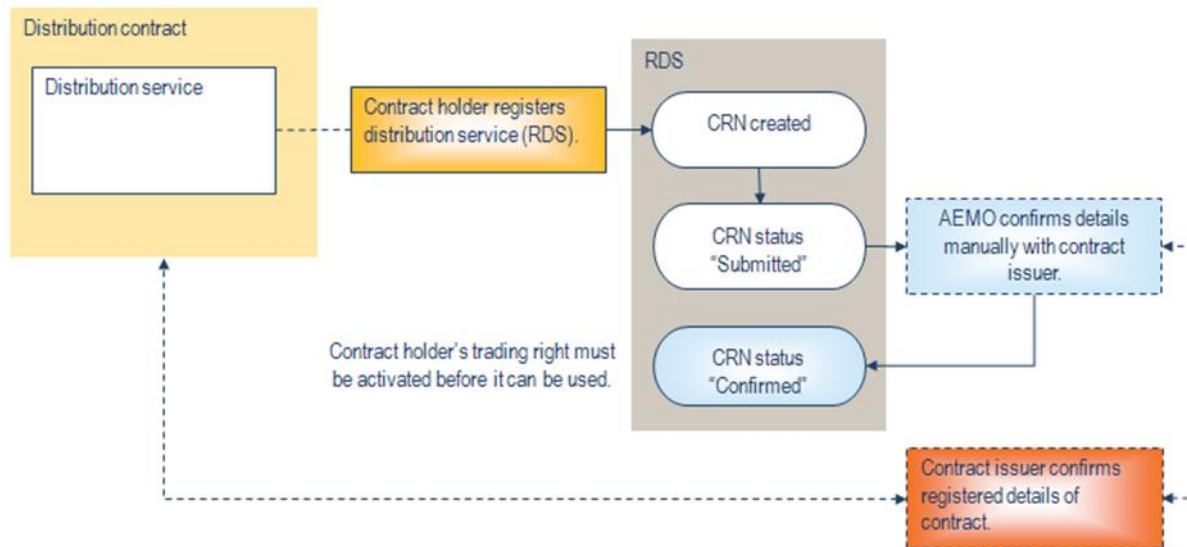 Distribution contract
Distribution service
Contract holder registers
distribution service (RDS).
RDS
CRN created
CRN status
“Submitted”
AEMO confirms details
manually with contract
issuer.
Contract holder’s trading right must
be activated before it can be used.
CRN status
“Confirmed”
Contract issuer confirms
registered details of
contract.